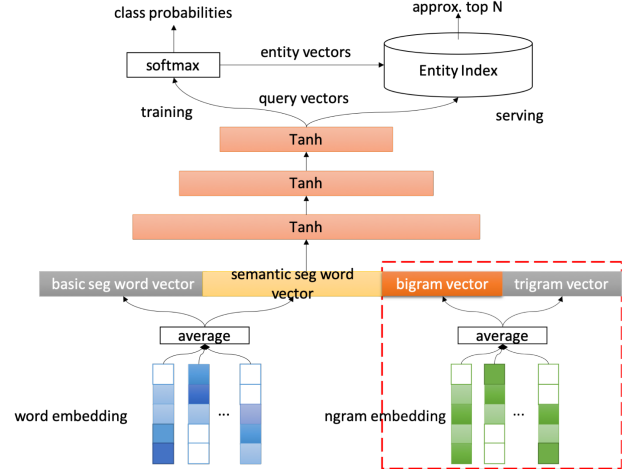 class probabilities
approx. top N
entity vectors
softmax
Entity Index
query vectors
training
serving
Tanh
Tanh
Tanh
basic seg word vector
semantic seg word
vector
bigram vector
trigram vector
average
average
word embedding
...
ngram embedding
...